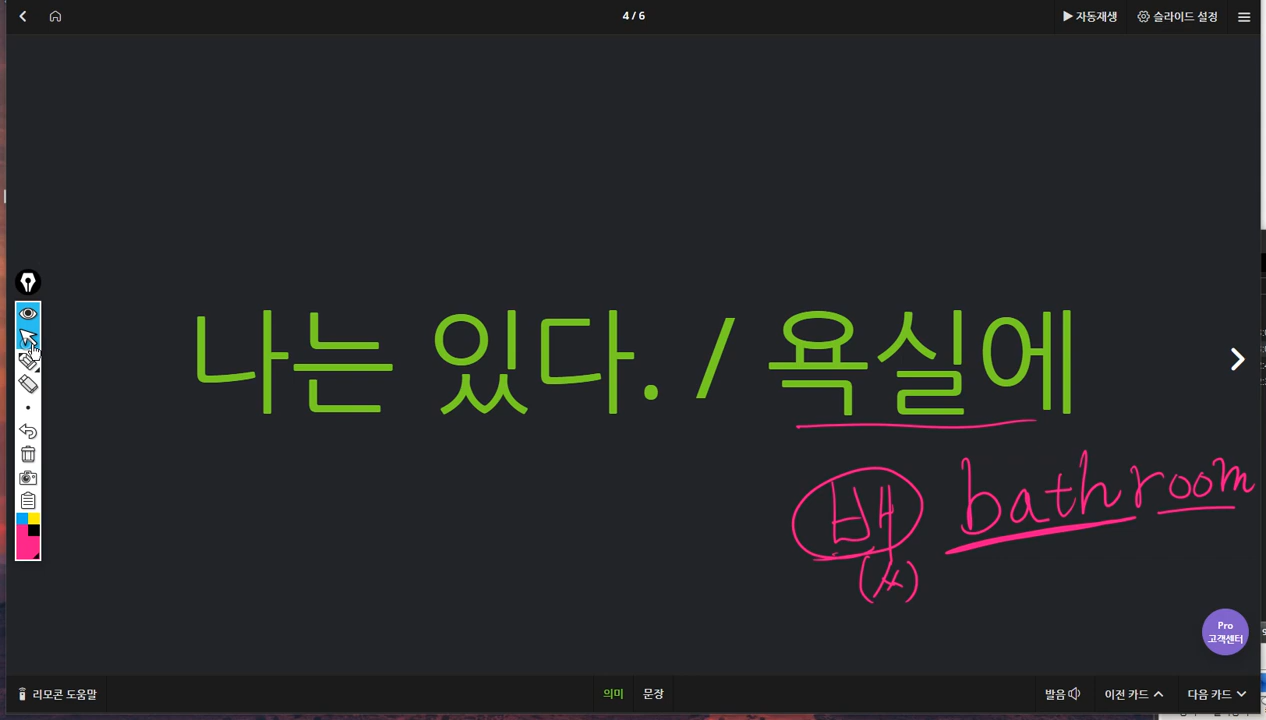 4 / 6
자동재생
슬라이드 설정
나는 있다. / 욕실에
bathroom
배
(x)
Pro
고객센터
리모콘 도움말
의미
문장
발음
이전 카드
다음 카드